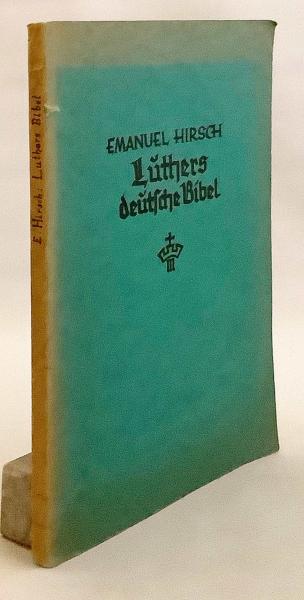 E Hirsch: Luthers Bibel
EMANUEL HIRSCH
Luthers
deutsche Bibel